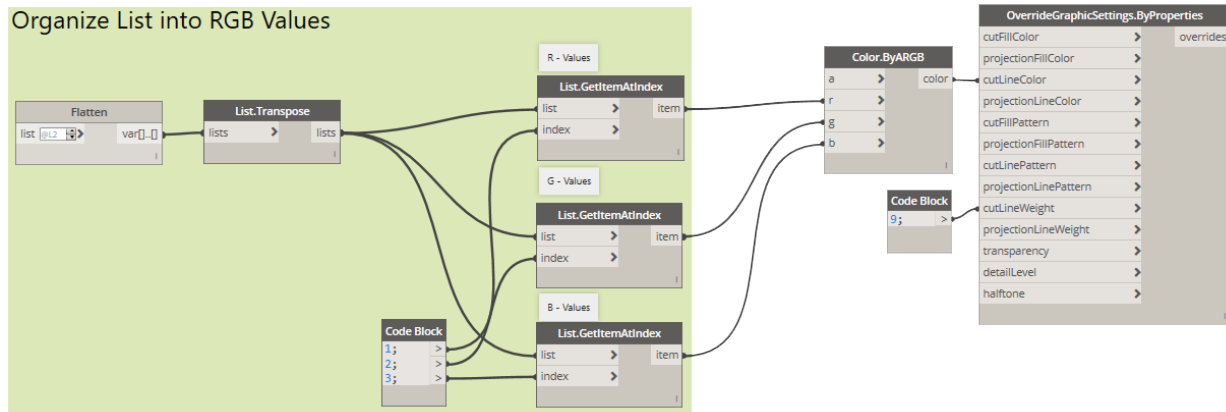 Organize List into RGB Values
Flatten
list @L2 > var[]..[]
List.Transpose
lists > lists
R - Values
List.GetItemAtIndex
list > item
index >
G - Values
List.GetItemAtIndex
list > item
index >
B - Values
List.GetItemAtIndex
list > item
index >
Code Block
1; >
2; >
3; >
Color.ByARGB
a > color
r >
g >
b >
Code Block
9; >
OverrideGraphicSettings.ByProperties
cutFillColor > overrides
projectionFillColor >
cutLineColor >
projectionLineColor >
cutFillPattern >
projectionFillPattern >
cutLinePattern >
projectionLinePattern >
cutLineWeight >
projectionLineWeight >
transparency >
detailLevel >
halftone >